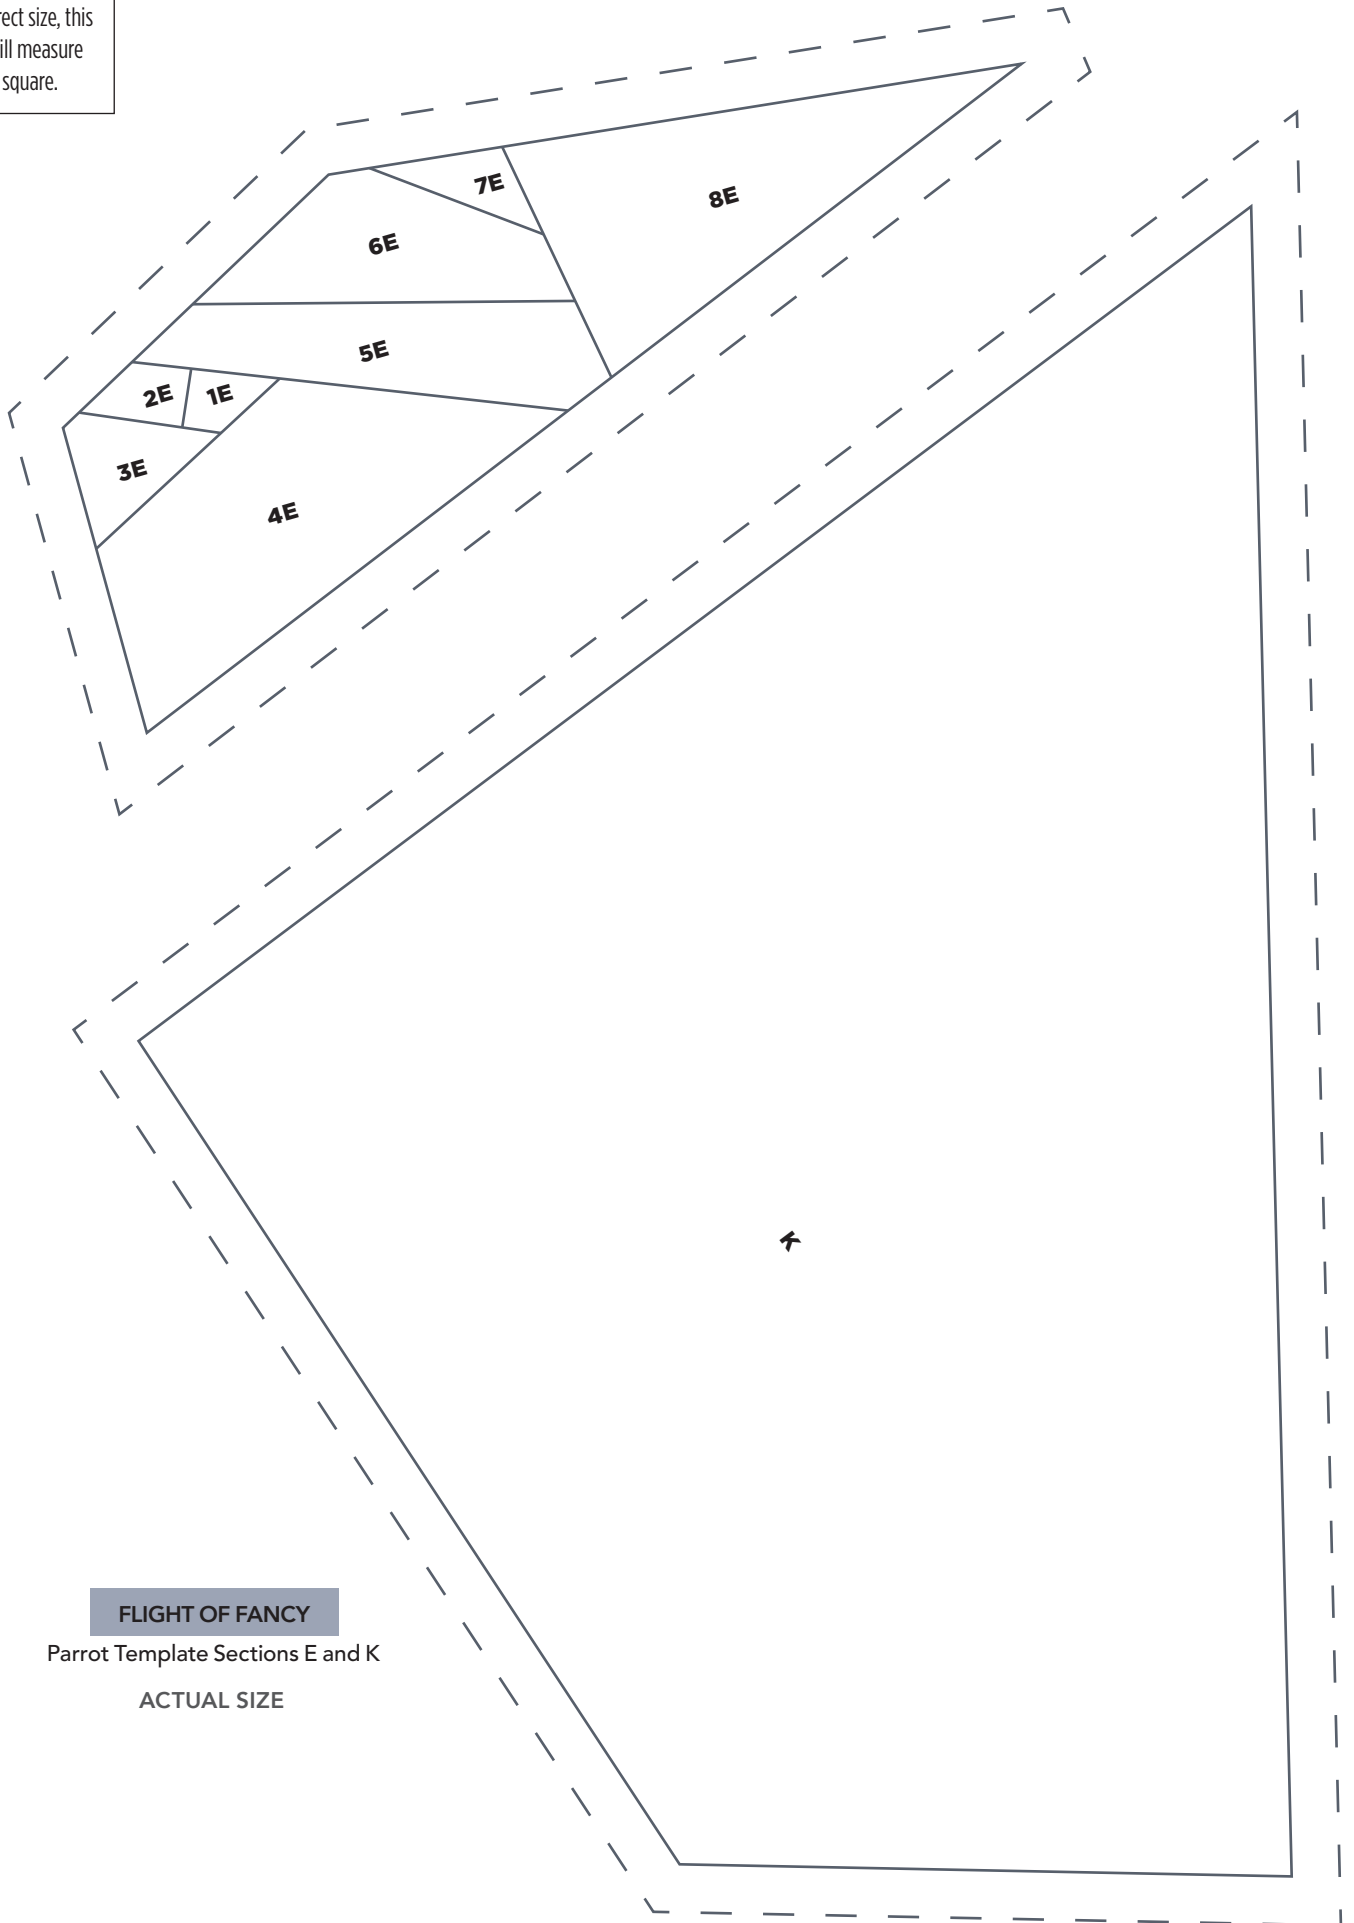 rect size, this
ill measure
square.
7E
8E
6E
5E
2E
1E
3E
4E
K
FLIGHT OF FANCY
Parrot Template Sections E and K
ACTUAL SIZE